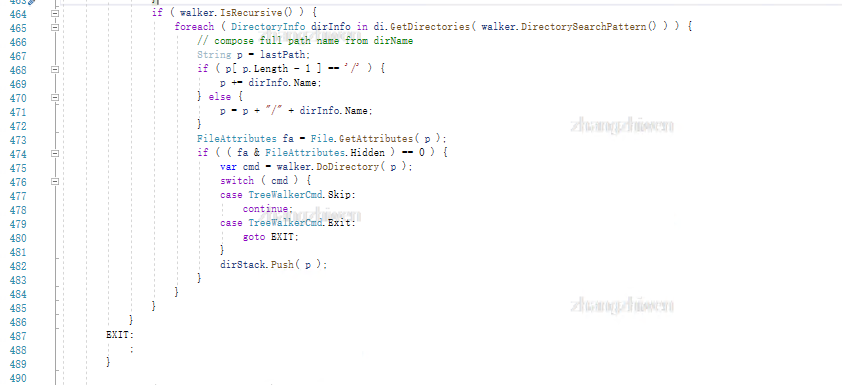 463 }
464 if ( walker.IsRecursive() ) {
465 foreach ( DirectoryInfo dirInfo in di.GetDirectories( walker.DirectorySearchPattern() ) ) {
466 // compose full path name from dirName
467 String p = lastPath;
468 if ( p[ p.Length - 1 ] == '/' ) {
469 p += dirInfo.Name;
470 } else {
471 p = p + "/" + dirInfo.Name;
472 }
473 FileAttributes fa = File.GetAttributes( p );
474 if ( ( fa & FileAttributes.Hidden ) == 0 ) {
475 var cmd = walker.DoDirectory( p );
476 switch ( cmd ) {
477 case TreeWalkerCmd.Skip:
478 continue;
479 case TreeWalkerCmd.Exit:
480 goto EXIT;
481 }
482 dirStack.Push( p );
483 }
484 }
485 }
486 }
487 EXIT:
488 ;
489 }
490
zhangzhiwen
zhangzhiwen
zhangzhiwen
zhangzhiwen